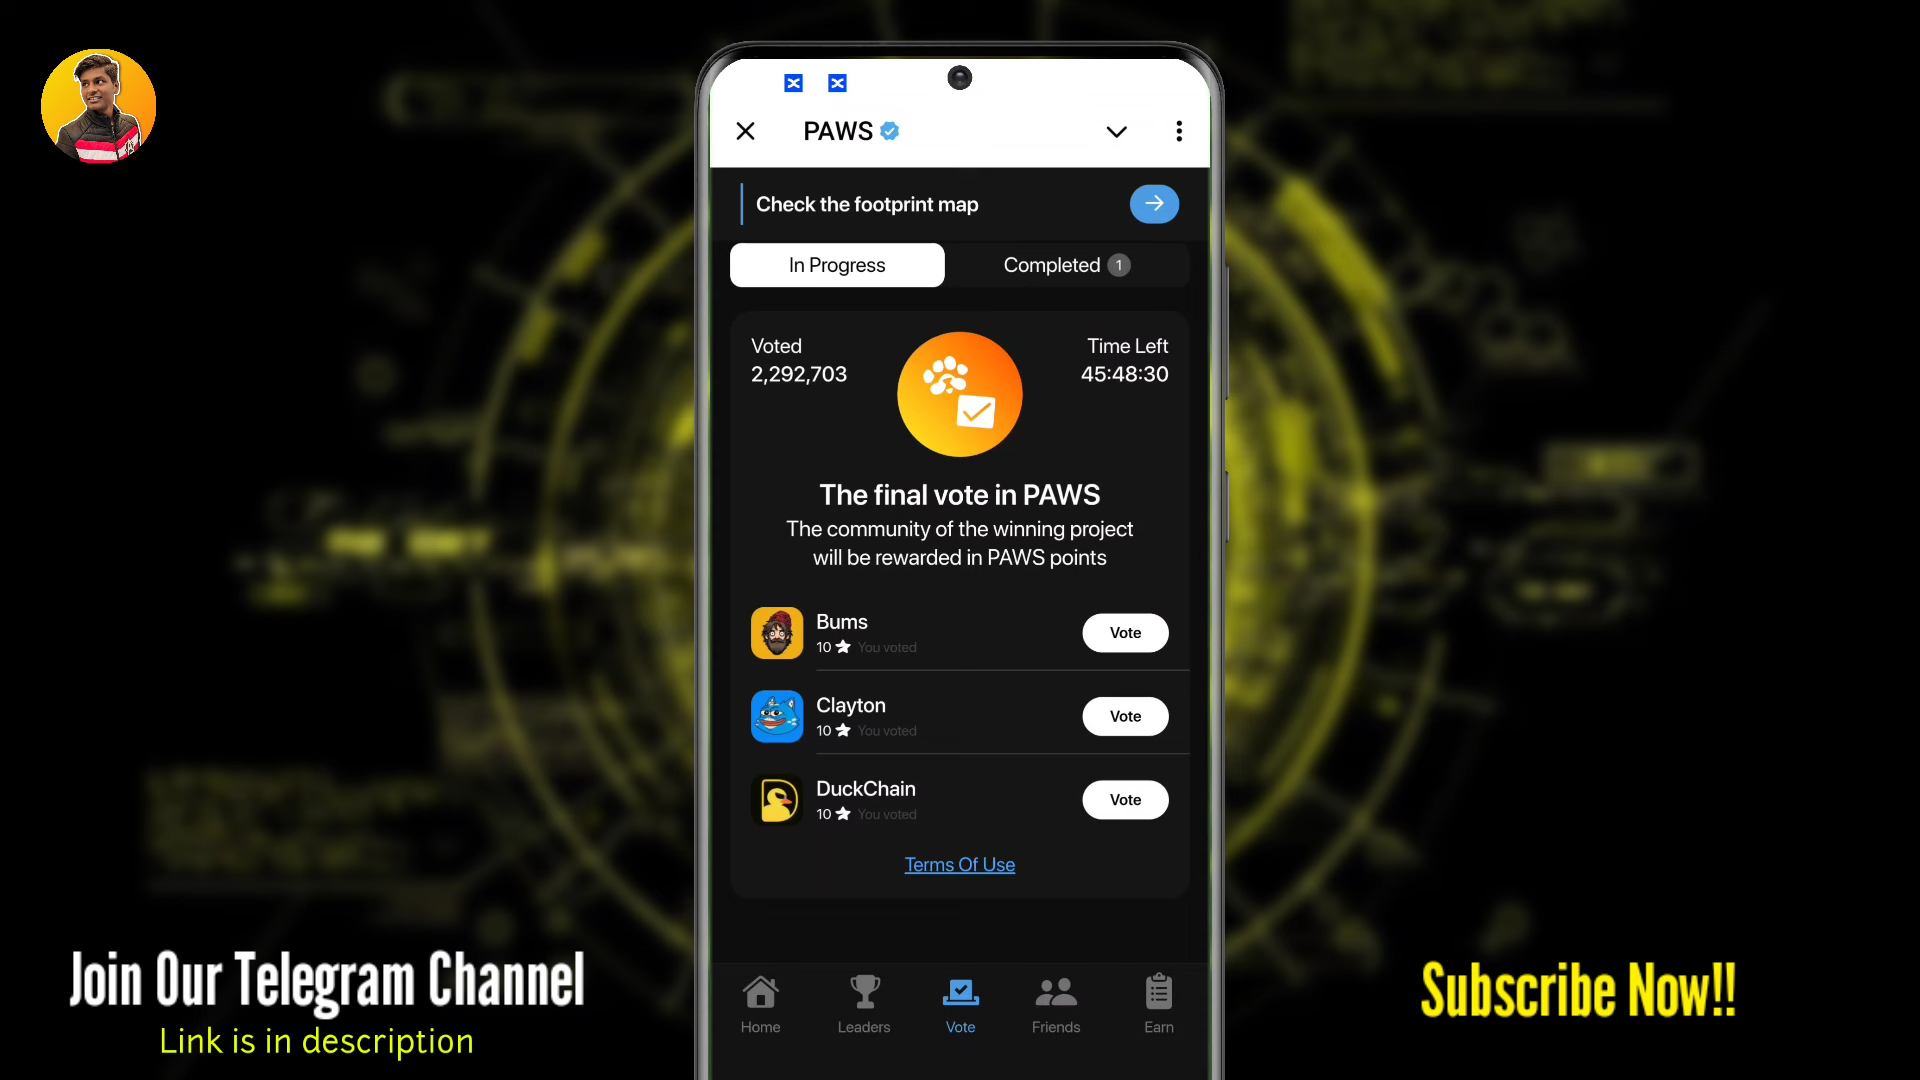 PAWS
Check the footprint map
In Progress
Completed 1
Voted
2,292,703
Time Left
45:48:30
The final vote in PAWS
The community of the winning project
will be rewarded in PAWS points
Bums
10 You voted
Vote
Clayton
10 You voted
Vote
DuckChain
10 You voted
Vote
Terms Of Use
Home
Leaders
Vote
Friends
Earn
Join Our Telegram Channel
Link is in description
Subscribe Now!!